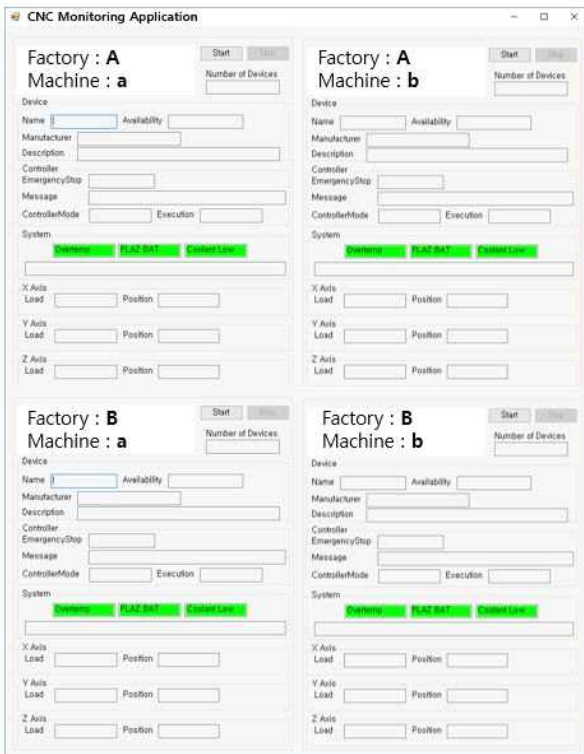 CNC Monitoring Application
Factory : A
Machine : a
Start Stop
Number of Devices
Device
Name Availability
Manufacturer
Description
Controller
EmergencyStop
Message
ControllerMode Execution
System
Overtemp FLAZ BAT Coolant Low
X Axis
Load Position
Y Axis
Load Position
Z Axis
Load Position
Factory : A
Machine : b
Start Stop
Number of Devices
Device
Name Availability
Manufacturer
Description
Controller
EmergencyStop
Message
ControllerMode Execution
System
Overtemp FLAZ BAT Coolant Low
X Axis
Load Position
Y Axis
Load Position
Z Axis
Load Position
Factory : B
Machine : a
Start Stop
Number of Devices
Device
Name Availability
Manufacturer
Description
Controller
EmergencyStop
Message
ControllerMode Execution
System
Overtemp FLAZ BAT Coolant Low
X Axis
Load Position
Y Axis
Load Position
Z Axis
Load Position
Factory : B
Machine : b
Start Stop
Number of Devices
Device
Name Availability
Manufacturer
Description
Controller
EmergencyStop
Message
ControllerMode Execution
System
Overtemp FLAZ BAT Coolant Low
X Axis
Load Position
Y Axis
Load Position
Z Axis
Load Position